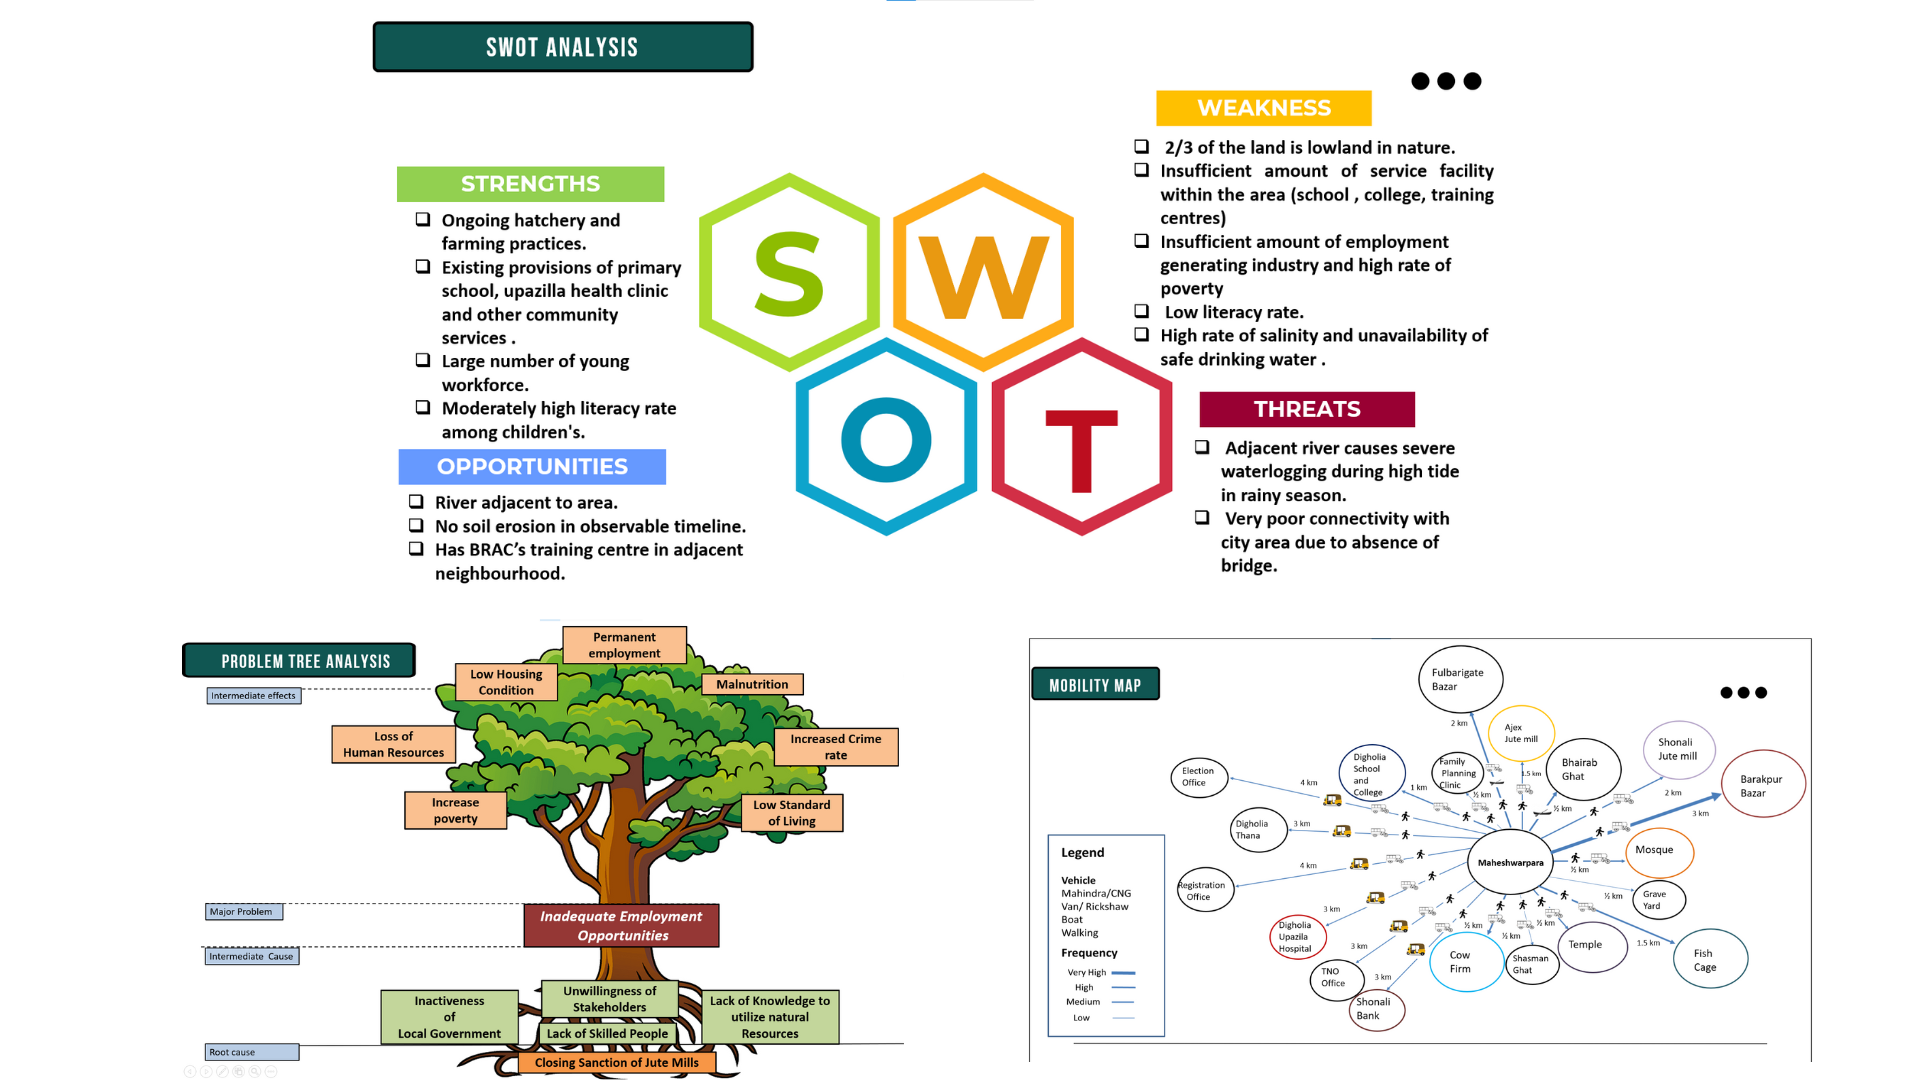 SWOT ANALYSIS
STRENGTHS
❑ Ongoing hatchery and
farming practices.
❑ Existing provisions of primary
school, upazilla health clinic
and other community
services .
❑ Large number of young
workforce.
❑ Moderately high literacy rate
among children's.
OPPORTUNITIES
❑ River adjacent to area.
❑ No soil erosion in observable timeline.
❑ Has BRAC’s training centre in adjacent
neighbourhood.
S
W
O
T
WEAKNESS
❑ 2/3 of the land is lowland in nature.
❑ Insufficient amount of service facility
within the area (school , college, training
centres)
❑ Insufficient amount of employment
generating industry and high rate of
poverty
❑ Low literacy rate.
❑ High rate of salinity and unavailability of
safe drinking water .
THREATS
❑ Adjacent river causes severe
waterlogging during high tide
in rainy season.
❑ Very poor connectivity with
city area due to absence of
bridge.
PROBLEM TREE ANALYSIS
Intermediate effects
Permanent
employment
Low Housing
Condition
Malnutrition
Loss of
Human Resources
Increased Crime
rate
Increase
poverty
Low Standard
of Living
Major Problem
Inadequate Employment
Opportunities
Intermediate Cause
Inactiveness
of
Local Government
Unwillingness of
Stakeholders
Lack of Skilled People
Lack of Knowledge to
utilize natural
Resources
Root cause
Closing Sanction of Jute Mills
MOBILITY MAP
Fulbarigate
Bazar
2 km
Ajex
Jute mill
1.5 km
Bhairab
Ghat
½ km
Shonali
Jute mill
2 km
Barakpur
Bazar
3 km
Election
Office
4 km
Digholia
School
and
College
1 km
Family
Planning
Clinic
½ km
Digholia
Thana
3 km
Maheshwarpara
Mosque
½ km
Registration
Office
4 km
Grave
Yard
½ km
Digholia
Upazila
Hospital
3 km
TNO
Office
3 km
Shonali
Bank
3 km
Cow
Firm
½ km
Shasman
Ghat
½ km
Temple
½ km
Fish
Cage
1.5 km
Legend
Vehicle
Mahindra/CNG
Van/ Rickshaw
Boat
Walking
Frequency
Very High
High
Medium
Low